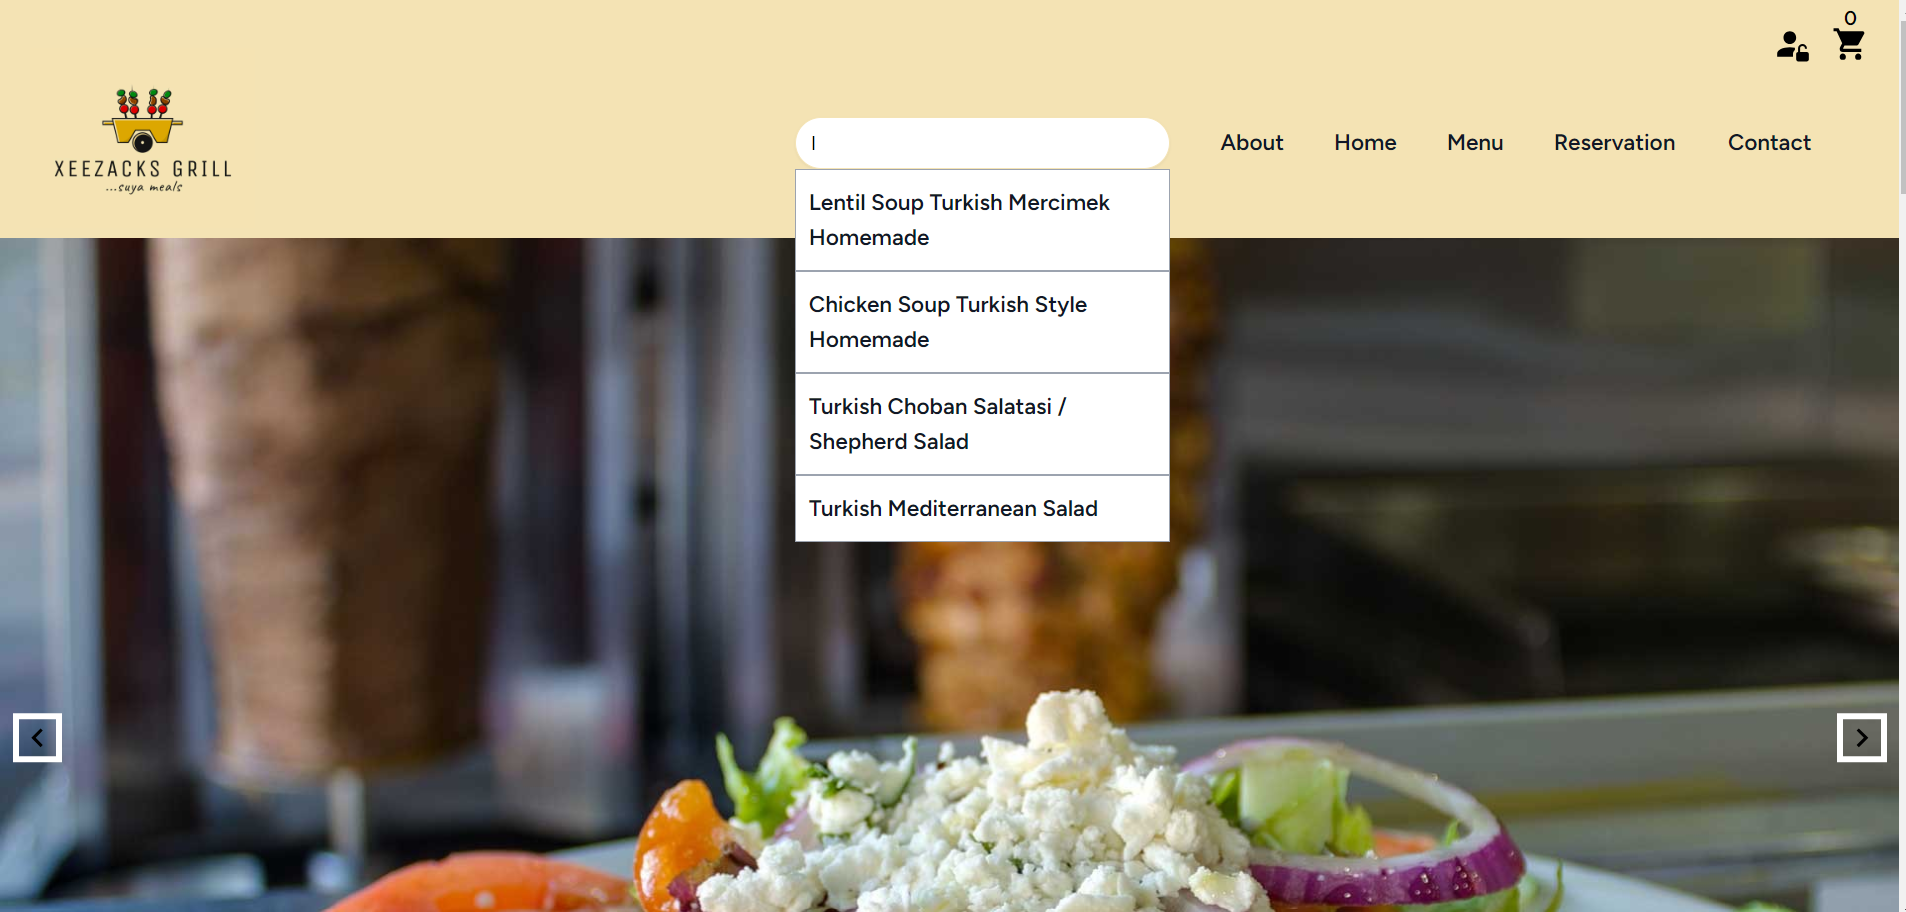 0
XEEZACKS GRILL
...suya meals
l
About Home Menu Reservation Contact
Lentil Soup Turkish Mercimek
Homemade
Chicken Soup Turkish Style
Homemade
Turkish Choban Salatasi /
Shepherd Salad
Turkish Mediterranean Salad